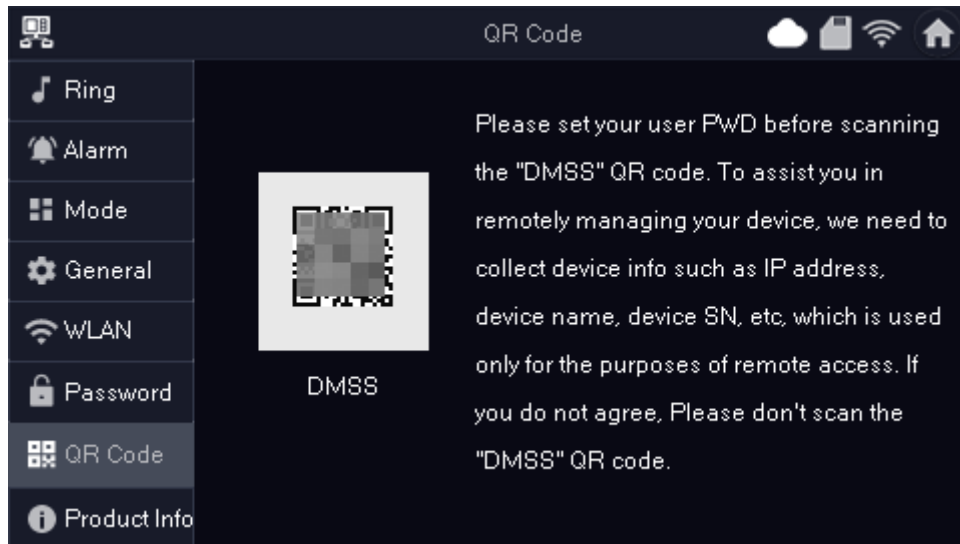 QR Code
Ring
Alarm
Mode
General
WLAN
Password
QR Code
Product Info
DMSS
Please set your user PWD before scanning
the "DMSS" QR code. To assist you in
remotely managing your device, we need to
collect device info such as IP address,
device name, device SN, etc, which is used
only for the purposes of remote access. If
you do not agree, Please don't scan the
"DMSS" QR code.